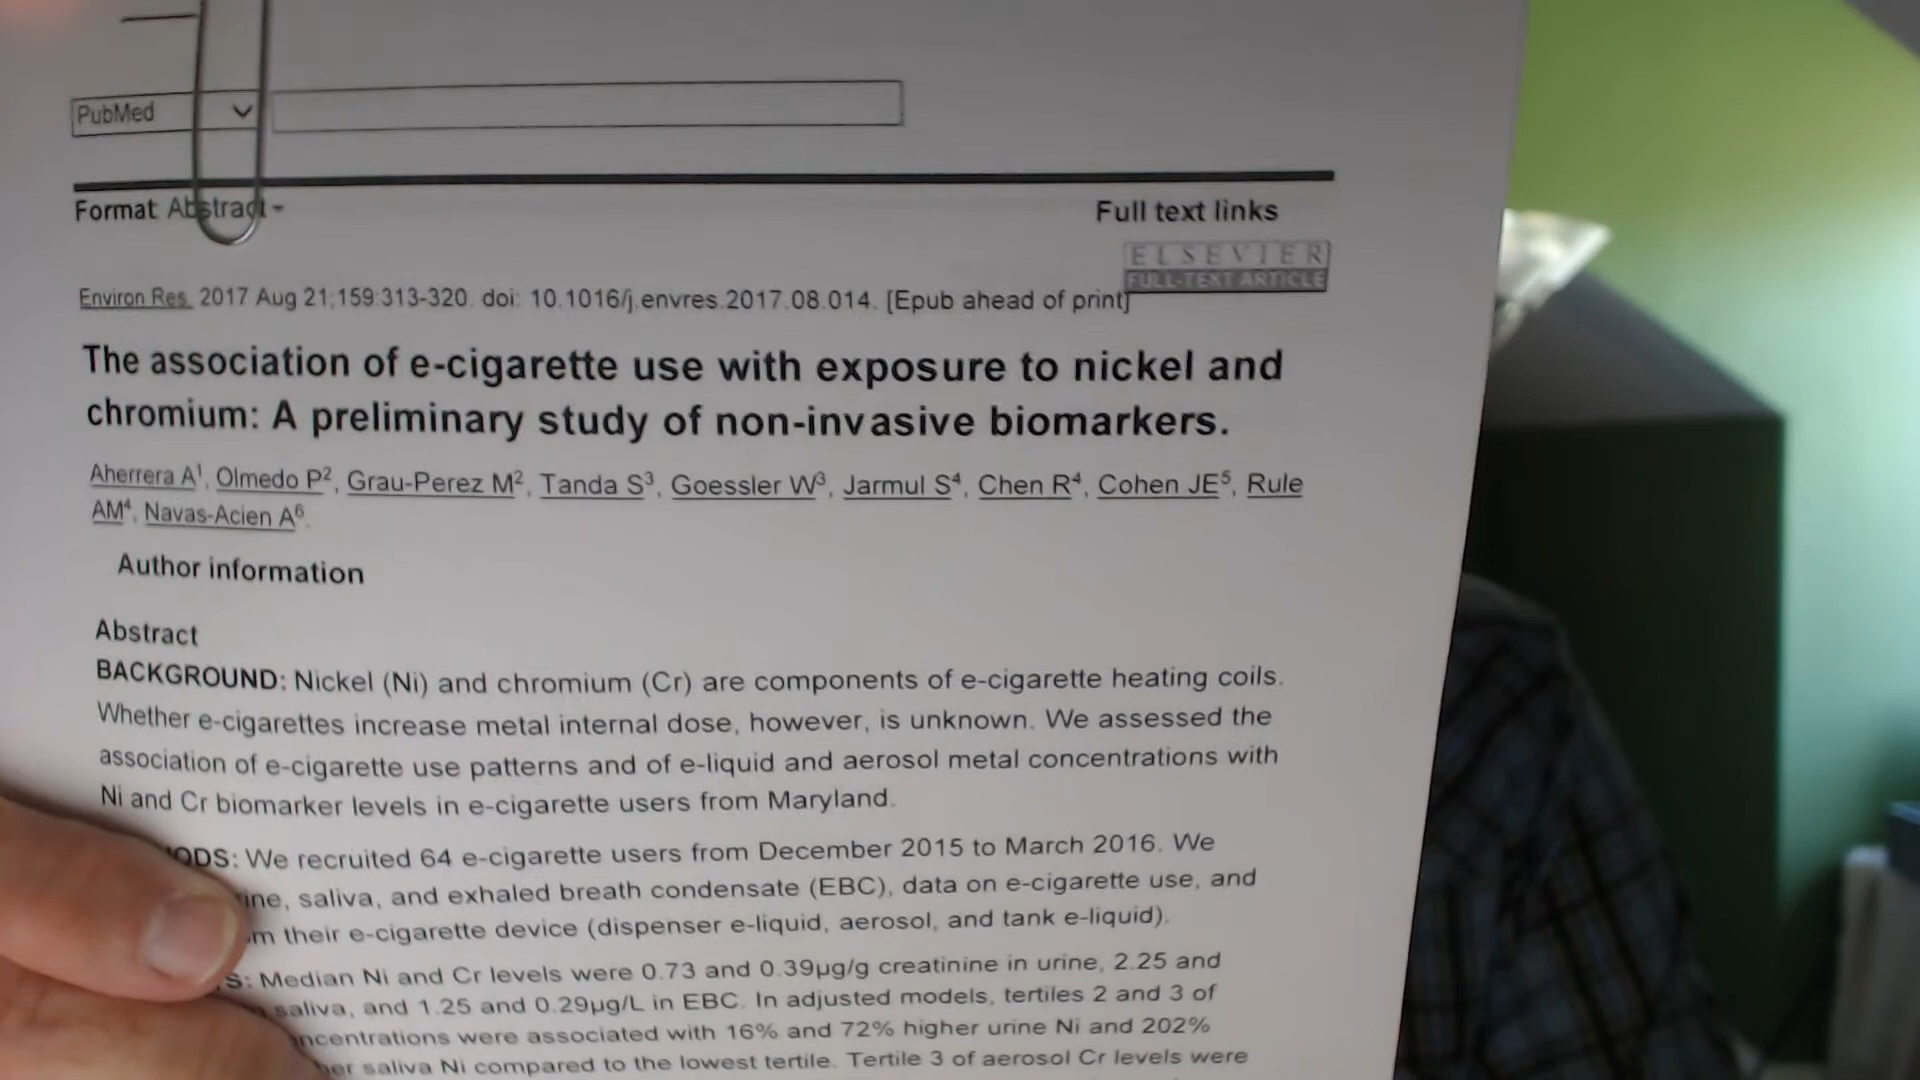 PubMed
Format Abstract
Full text links
ELSEVIER
FULL-TEXT ARTICLE
Environ Res. 2017 Aug 21;159:313-320. doi: 10.1016/j.envres.2017.08.014. [Epub ahead of print]
The association of e-cigarette use with exposure to nickel and
chromium: A preliminary study of non-invasive biomarkers.
Aherrera A1, Olmedo P2, Grau-Perez M2, Tanda S3, Goessler W3, Jarmul S4, Chen R4, Cohen JE5, Rule
AM4, Navas-Acien A6.
Author information
Abstract
BACKGROUND: Nickel (Ni) and chromium (Cr) are components of e-cigarette heating coils.
Whether e-cigarettes increase metal internal dose, however, is unknown. We assessed the
association of e-cigarette use patterns and of e-liquid and aerosol metal concentrations with
Ni and Cr biomarker levels in e-cigarette users from Maryland.
ODS: We recruited 64 e-cigarette users from December 2015 to March 2016. We
ine, saliva, and exhaled breath condensate (EBC), data on e-cigarette use, and
m their e-cigarette device (dispenser e-liquid, aerosol, and tank e-liquid).
S: Median Ni and Cr levels were 0.73 and 0.39μg/g creatinine in urine, 2.25 and
saliva, and 1.25 and 0.29μg/L in EBC. In adjusted models, tertiles 2 and 3 of
ncentrations were associated with 16% and 72% higher urine Ni and 202%
er saliva Ni compared to the lowest tertile. Tertile 3 of aerosol Cr levels were